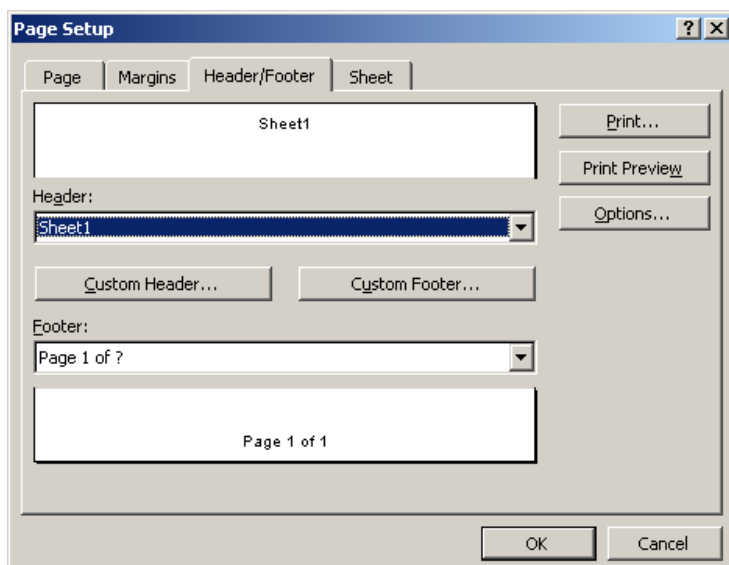 Page Setup
Page Margins Header/Footer Sheet
Sheet1
Print...
Print Preview
Header:
Sheet1
Options...
Custom Header... Custom Footer...
Footer:
Page 1 of ?
Page 1 of 1
OK Cancel